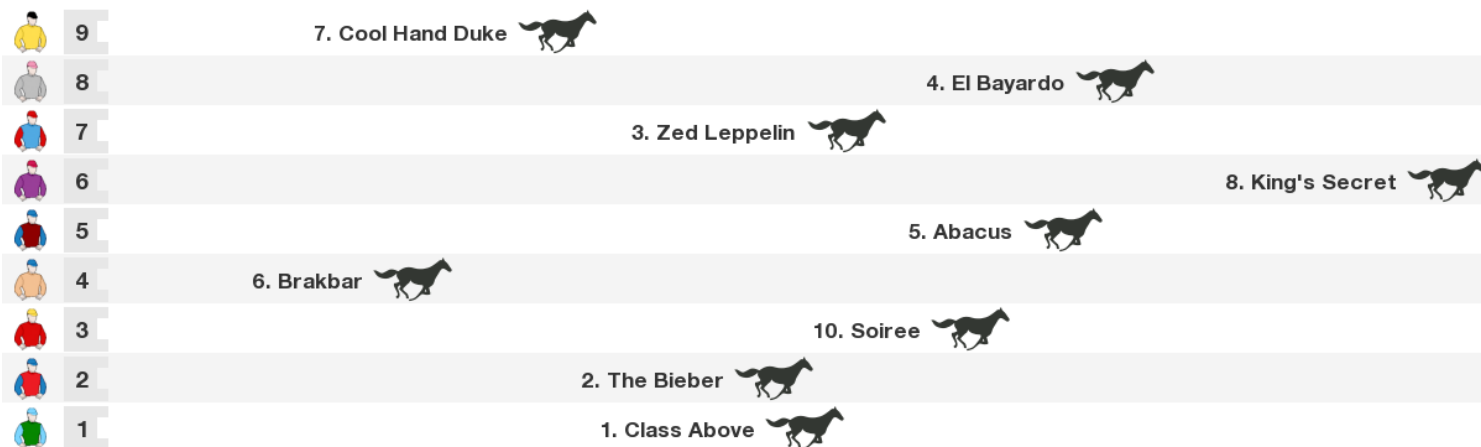 9 7. Cool Hand Duke
8 4. El Bayardo
7 3. Zed Leppelin
6 8. King's Secret
5 5. Abacus
4 6. Brakbar
3 10. Soiree
2 2. The Bieber
1 1. Class Above